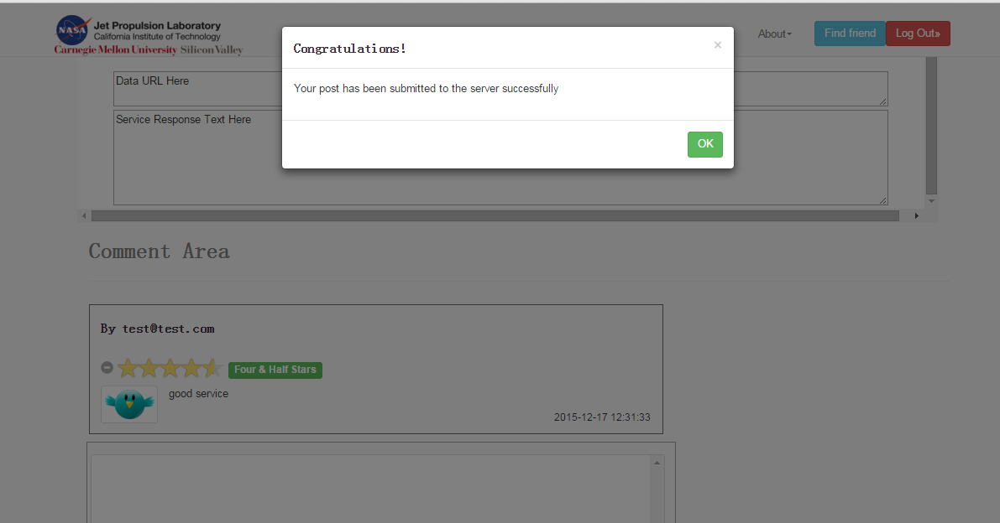 NASA
Jet Propulsion Laboratory
California Institute of Technology
Carnegie Mellon University Silicon Valley
About
Find friend
Log Out»
Congratulations!
×
Your post has been submitted to the server successfully
OK
Data URL Here
Service Response Text Here
Comment Area
By test@test.com
Four & Half Stars
good service
2015-12-17 12:31:33